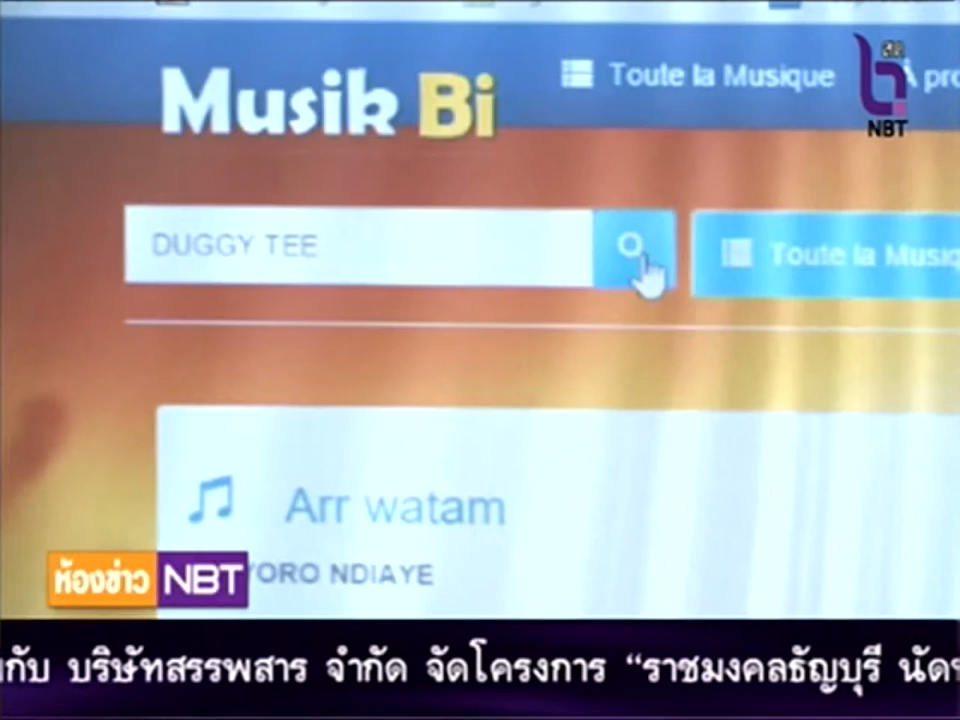 Musik Bi
Toute la Musique
À pro
สด
NBT
DUGGY TEE
Toute la Musiq
Arr watam
YORO NDIAYE
ห้องข่าว NBT
กับ บริษัทสรรพสาร จำกัด จัดโครงการ “ราชมงคลธัญบุรี นัด